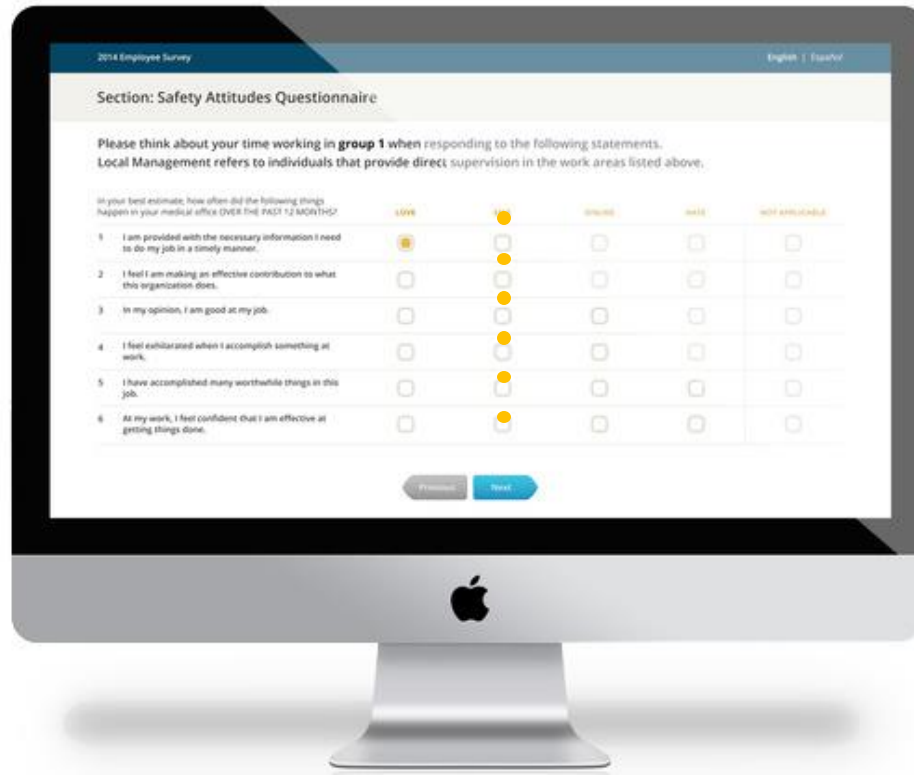 2014 Employee Survey
English | Español
Section: Safety Attitudes Questionnaire
Please think about your time working in group 1 when responding to the following statements.
Local Management refers to individuals that provide direct supervision in the work areas listed above.
In your best estimate, how often did the following things
happen in your medical office OVER THE PAST 12 MONTHS?
LOVE
DISLIKE
HATE
NOT APPLICABLE
1 I am provided with the necessary information I need
to do my job in a timely manner.
2 I feel I am making an effective contribution to what
this organization does.
3 In my opinion, I am good at my job.
4 I feel exhilarated when I accomplish something at
work.
5 I have accomplished many worthwhile things in this
job.
6 At my work, I feel confident that I am effective at
getting things done.
Previous
Next